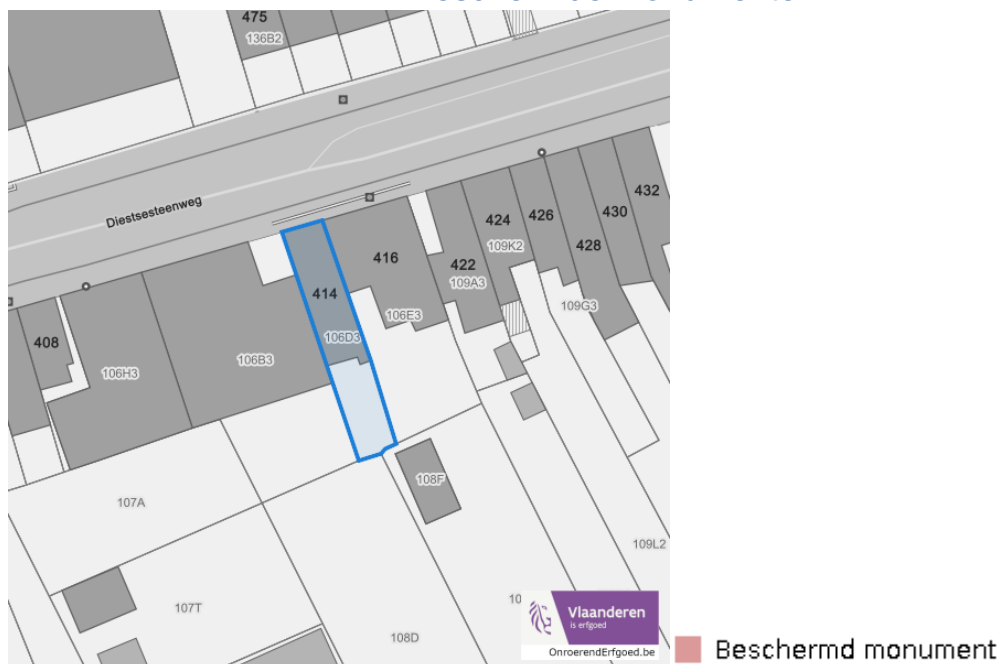 475
136B2
432
Diestsesteenweg
430
426
424
109K2
428
416
422
109A3
414
109G3
106E3
106D3
408
106B3
106H3
108F
107A
109L2
107T
108D
Vlaanderen
is erfgoed
OnroerendErfgoed.be
Beschermd monument